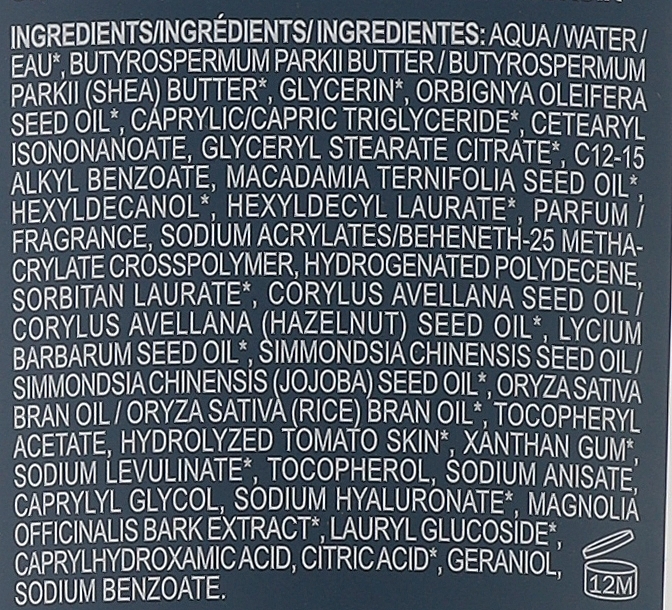 INGREDIENTS/INGRÉDIENTS/ INGREDIENTES: AQUA/WATER/
EAU*, BUTYROSPERMUM PARKII BUTTER / BUTYROSPERMUM
PARKII (SHEA) BUTTER*, GLYCERIN*, ORBIGNYA OLEIFERA
SEED OIL*, CAPRYLIC/CAPRIC TRIGLYCERIDE*, CETEARYL
ISONONANOATE, GLYCERYL STEARATE CITRATE*, C12-15
ALKYL BENZOATE, MACADAMIA TERNIFOLIA SEED OIL*,
HEXYLDECANOL*, HEXYLDECYL LAURATE*, PARFUM /
FRAGRANCE, SODIUM ACRYLATES/BEHENETH-25 METHA-
CRYLATE CROSSPOLYMER, HYDROGENATED POLYDECENE,
SORBITAN LAURATE*, CORYLUS AVELLANA SEED OIL /
CORYLUS AVELLANA (HAZELNUT) SEED OIL*, LYCIUM
BARBARUM SEED OIL*, SIMMONDSIA CHINENSIS SEED OIL/
SIMMONDSIA CHINENSIS (JOJOBA) SEED OIL*, ORYZA SATIVA
BRAN OIL / ORYZA SATIVA (RICE) BRAN OIL*, TOCOPHERYL
ACETATE, HYDROLYZED TOMATO SKIN*, XANTHAN GUM*,
SODIUM LEVULINATE*, TOCOPHEROL, SODIUM ANISATE,
CAPRYLYL GLYCOL, SODIUM HYALURONATE*, MAGNOLIA
OFFICINALIS BARK EXTRACT*, LAURYL GLUCOSIDE*,
CAPRYLHYDROXAMIC ACID, CITRIC ACID*, GERANIOL,
SODIUM BENZOATE.
12M